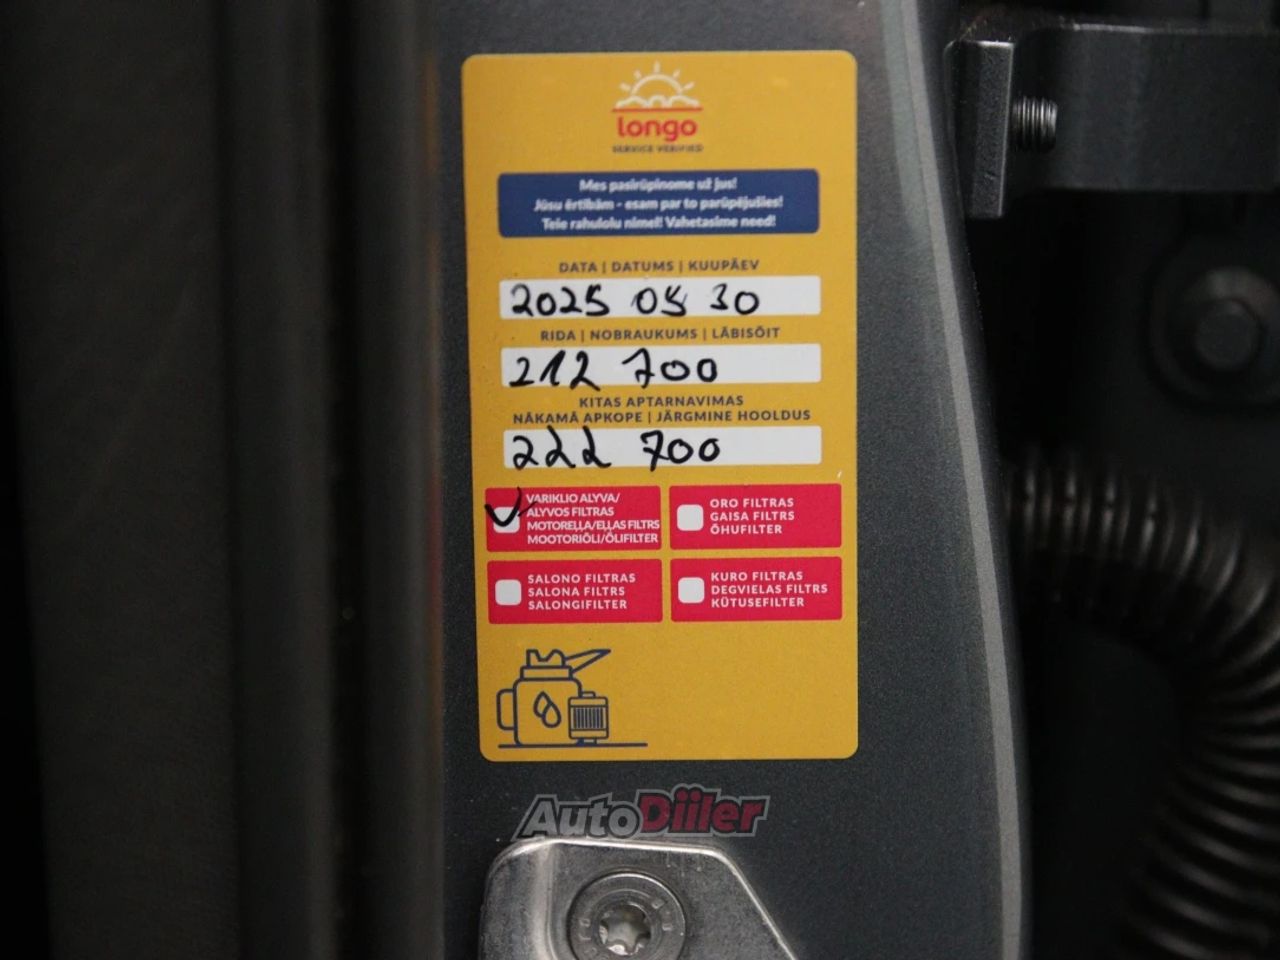 longo
SERVICE VERIFIED
Mes pasirūpinome už jus!
Jūsu ērtībām - esam par to parūpējušies!
Teie rahulolu nimel! Vahetasime need!
DATA | DATUMS | KUUPÄEV
2025 05 30
RIDA | NOBRAUKUMS | LÄBISÕIT
212 700
KITAS APTARNAVIMAS
NĀKAMĀ APKOPE | JÄRGMINE HOOLDUS
222 700
VARIKLIO ALYVA/
ALYVOS FILTRAS
MOTOREĻĻA/EĻĻAS FILTRS
MOOTORIÕLI/ÕLIFILTER
ORO FILTRAS
GAISA FILTRS
ÕHUFILTER
SALONO FILTRAS
SALONA FILTRS
SALONGIFILTER
KURO FILTRAS
DEGVIELAS FILTRS
KÜTUSEFILTER
AutoDiiler